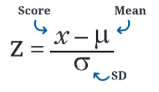 Score Mean
Z = x − μ
σ
SD